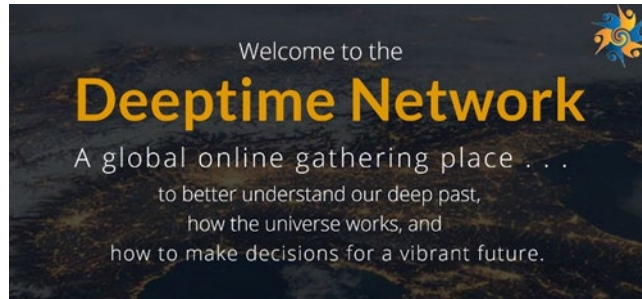 Welcome to the
Deeptime Network
A global online gathering place . . .
to better understand our deep past,
how the universe works, and
how to make decisions for a vibrant future.